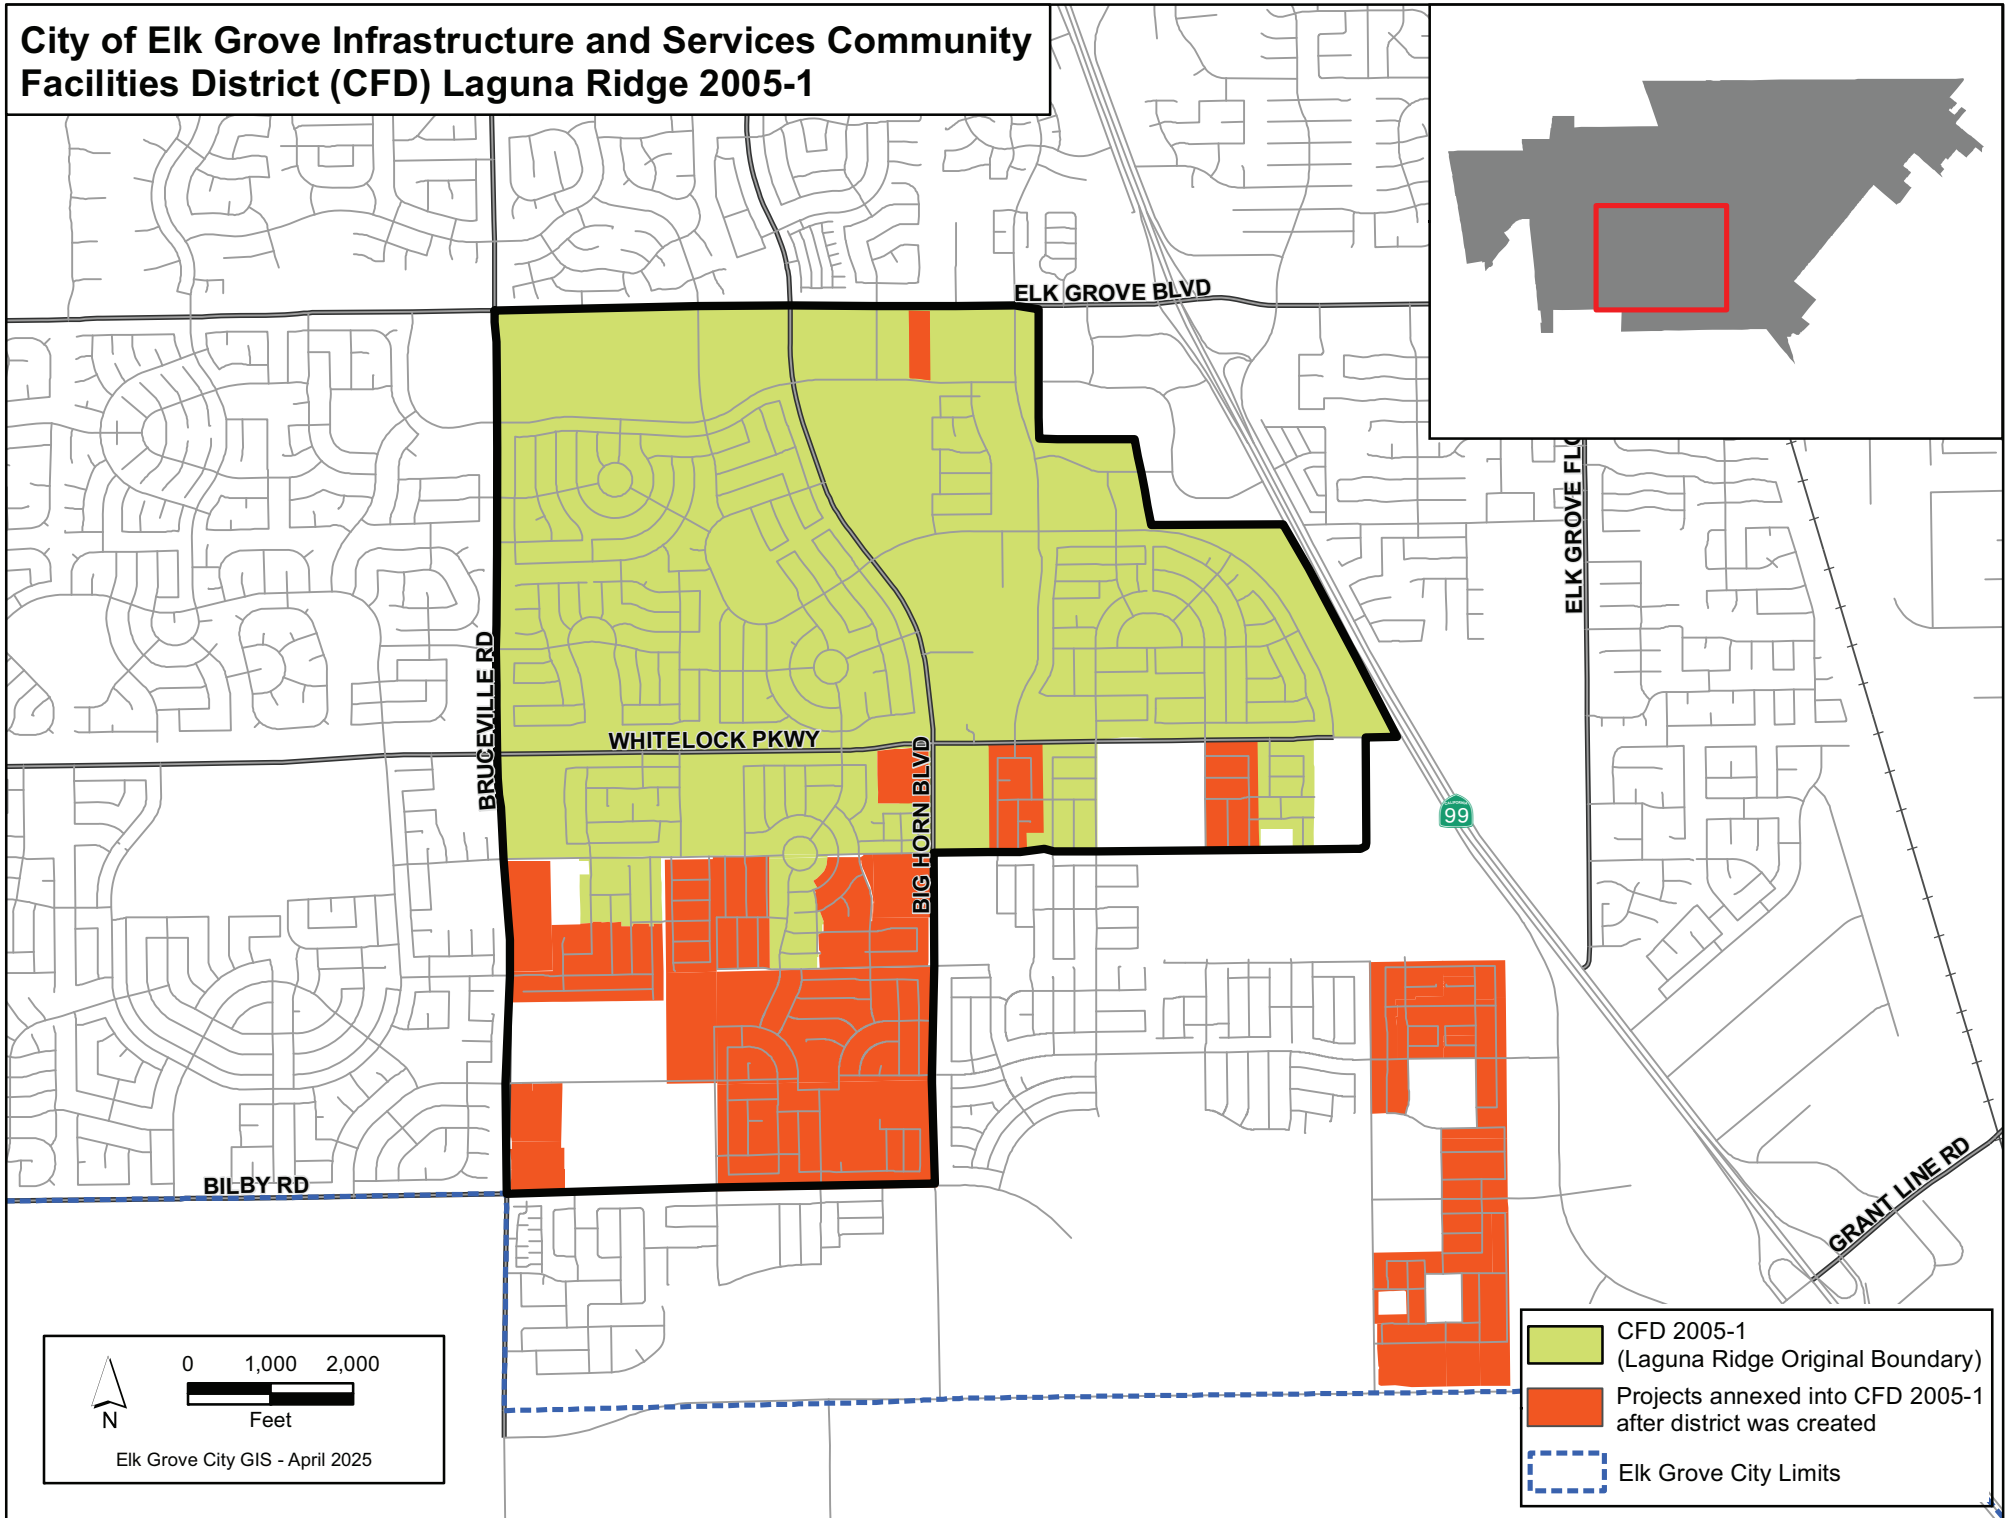 City of Elk Grove Infrastructure and Services Community
Facilities District (CFD) Laguna Ridge 2005-1
ELK GROVE BLVD
ELK GROVE FLO
BRUCEVILLE RD
WHITELOCK PKWY
BIG HORN BLVD
CALIFORNIA
99
BILBY RD
GRANT LINE RD
0 1,000 2,000
Feet
N
Elk Grove City GIS - April 2025
CFD 2005-1
(Laguna Ridge Original Boundary)
Projects annexed into CFD 2005-1
after district was created
Elk Grove City Limits